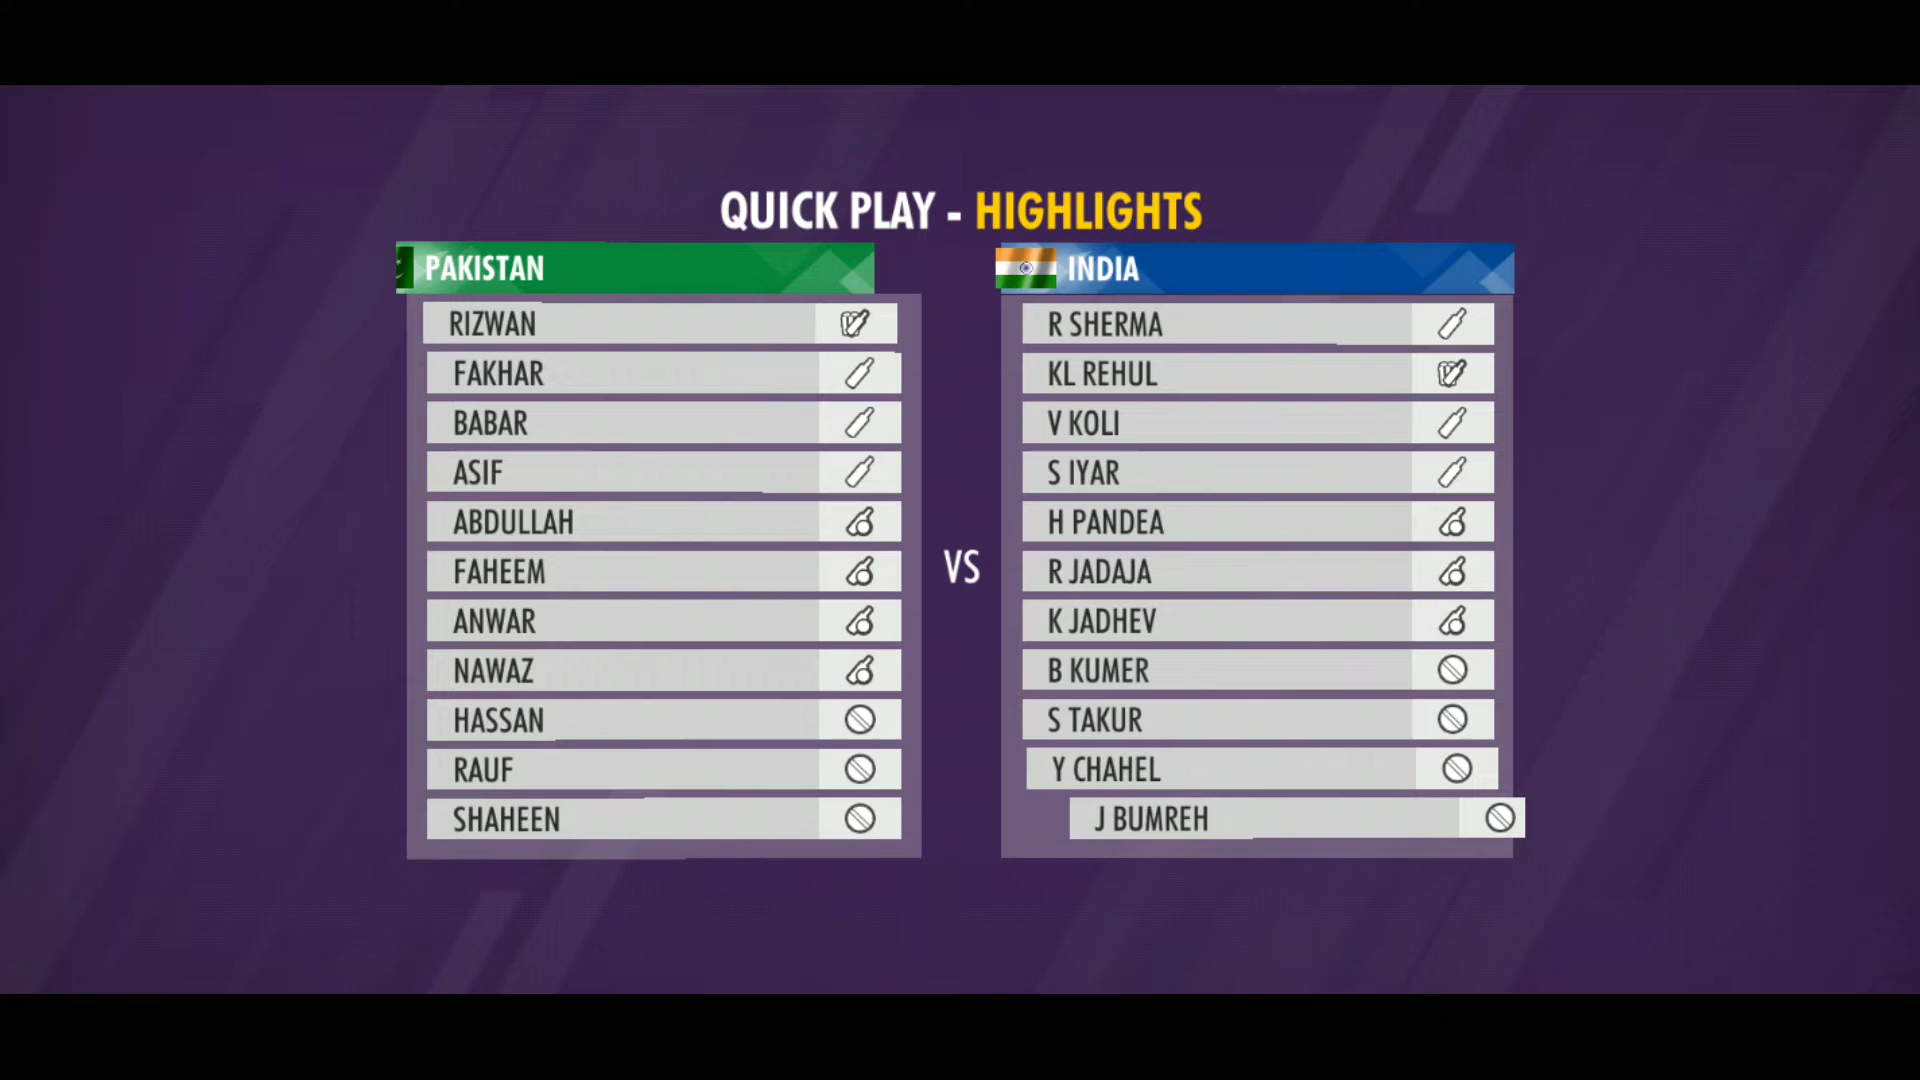 QUICK PLAY - HIGHLIGHTS
PAKISTAN
RIZWAN
FAKHAR
BABAR
ASIF
ABDULLAH
FAHEEM
ANWAR
NAWAZ
HASSAN
RAUF
SHAHEEN
VS
INDIA
R SHERMA
KL REHUL
V KOLI
S IYAR
H PANDEA
R JADAJA
K JADHEV
B KUMER
S TAKUR
Y CHAHEL
J BUMREH